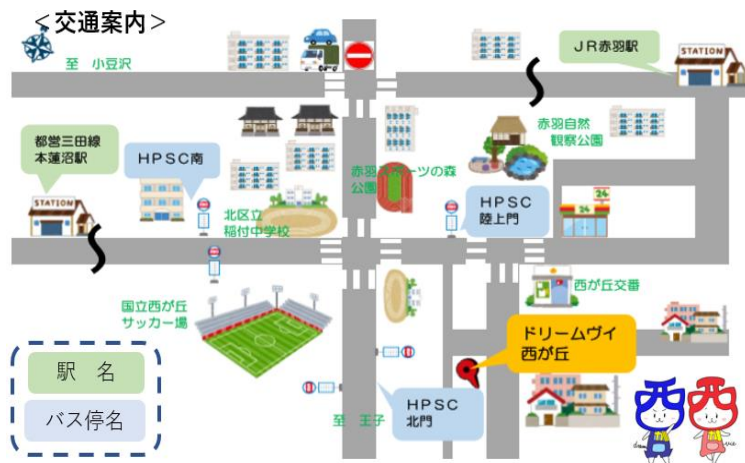 ＜交通案内＞
至　小豆沢
ＪＲ赤羽駅
STATION
都営三田線
本蓮沼駅
ＨＰＳＣ南
赤羽自然
観察公園
赤羽スポーツの森
公園
STATION
ＨＰＳＣ
陸上門
24
24
北区立
稲付中学校
国立西が丘
サッカー場
西が丘交番
ドリームヴィ
西が丘
駅　名
バス停名
至　王子
ＨＰＳＣ
北門
西
西